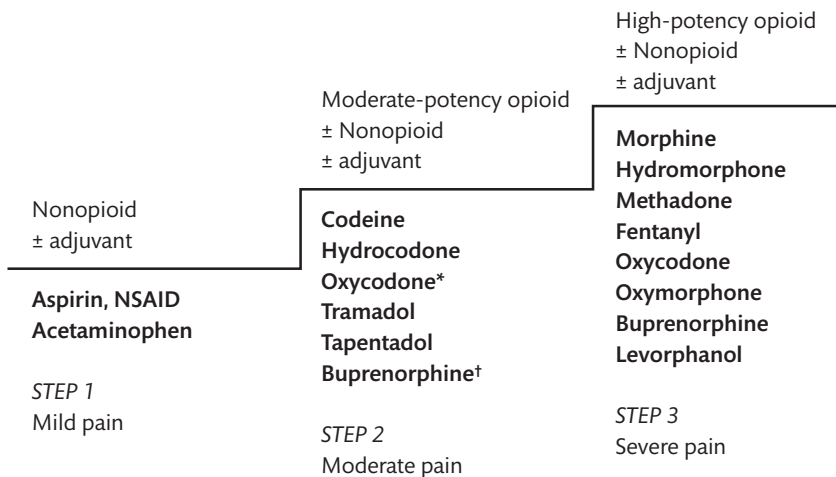 Nonopioid
± adjuvant
Aspirin, NSAID
Acetaminophen
STEP 1
Mild pain
Moderate-potency opioid
± Nonopioid
± adjuvant
Codeine
Hydrocodone
Oxycodone*
Tramadol
Tapentadol
Buprenorphine†
STEP 2
Moderate pain
High-potency opioid
± Nonopioid
± adjuvant
Morphine
Hydromorphone
Methadone
Fentanyl
Oxycodone
Oxymorphone
Buprenorphine
Levorphanol
STEP 3
Severe pain